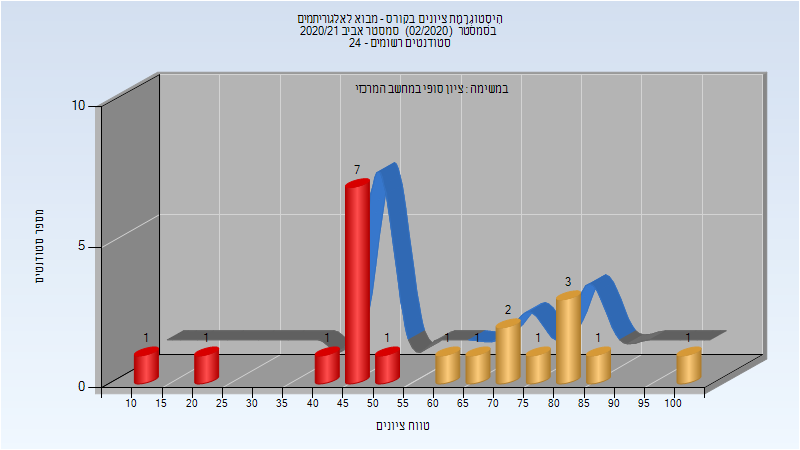 היסטוגרמת ציונים בקורס - מבוא לאלגוריתמים
בסמסטר (02/2020) סמסטר אביב 2020/21
סטודנטים רשומים - 24
במשימה : ציון סופי במחשב המרכזי
מספר סטודנטים
10
5
0
1
1
1
7
1
1
1
2
1
3
1
1
10 15 20 25 30 35 40 45 50 55 60 65 70 75 80 85 90 95 100
טווח ציונים